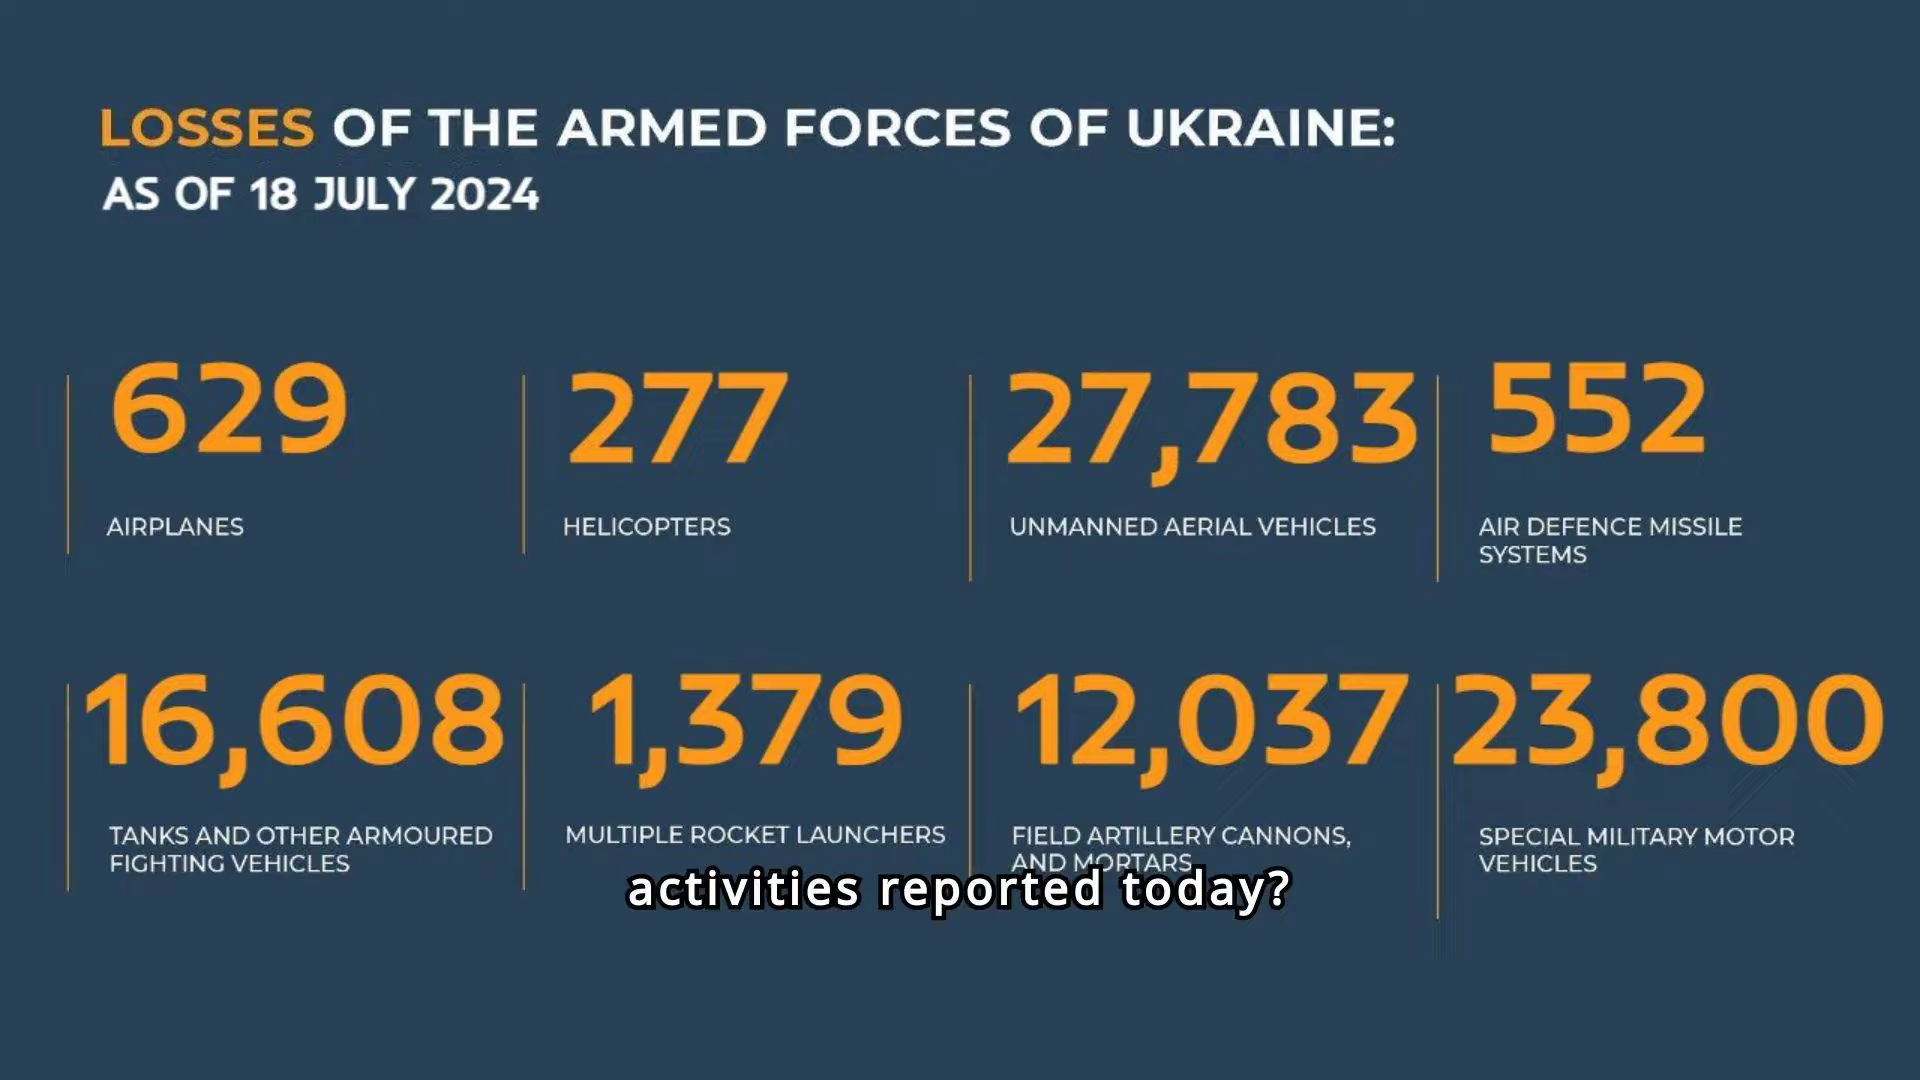 LOSSES OF THE ARMED FORCES OF UKRAINE:
AS OF 18 JULY 2024
629
277
27,783
552
AIRPLANES
HELICOPTERS
UNMANNED AERIAL VEHICLES
AIR DEFENCE MISSILE
SYSTEMS
16,608
1,379
12,037
23,800
TANKS AND OTHER ARMOURED
FIGHTING VEHICLES
MULTIPLE ROCKET LAUNCHERS
FIELD ARTILLERY CANNONS,
AND MORTARS
SPECIAL MILITARY MOTOR
VEHICLES
activities reported today?